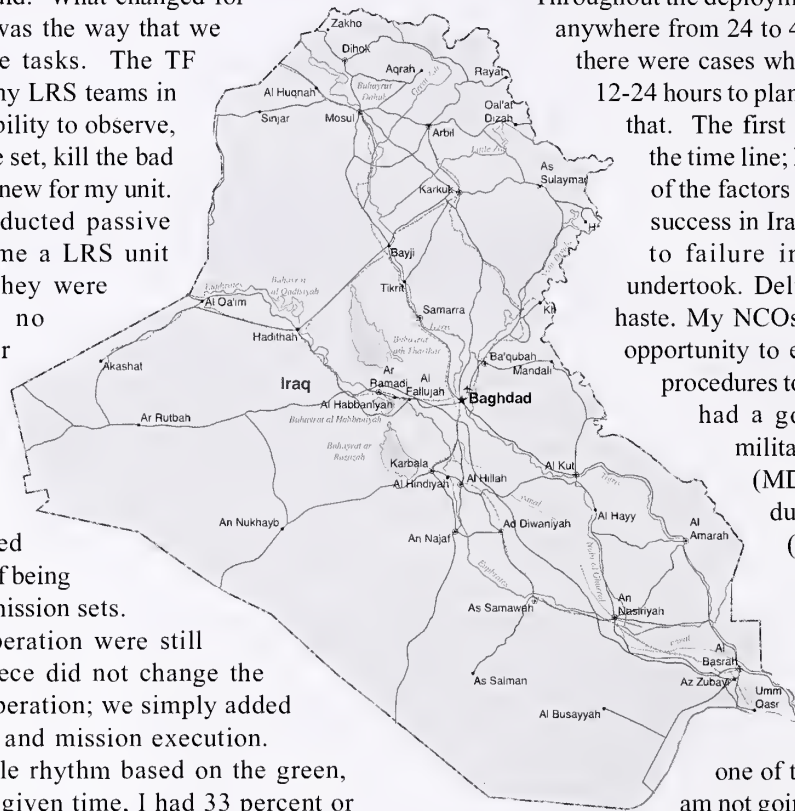 was the way that we
e tasks. The TF
ny LRS teams in
bility to observe,
e set, kill the bad
new for my unit.
ducted passive
me a LRS unit
hey were
no
r
ed
f being
nission sets.
peration were still
ece did not change the
peration; we simply added
and mission execution.
le rhythm based on the green,
given time, I had 33 percent or
Zakho
Dihok
Aqrah
Rayat
Al Huqnah
Sinjar
Mosul
Arbil
Qal'at
Dizah
As
Sulaymar
Karkuk
Bayji
Tikrit
Samarra
Al Qa'im
Hadithah
Akashat
Iraq
Ar
Ramadi
Al
Fallujah
Al Habbaniyah
Ba'qubah
Mandali
Kh
Baghdad
Ar Rutbah
Karbala
Al Hindiyah
Al Hillah
Al Kut
An Nukhayb
An Najaf
Ad Diwaniyah
Al Hayy
Al
Amarah
As Samawah
An
Nasiriyah
As Salman
Al
Basrah
Az Zubay
Umm
Qasr
Al Busayyah
anywhere from 24 to 4
there were cases wh
12-24 hours to plan
that. The first
the time line;
of the factors
success in Ira
to failure in
undertook. Del
haste. My NCOs
opportunity to e
procedures to
had a go
milita
(MD
du
(
one of t
am not goin